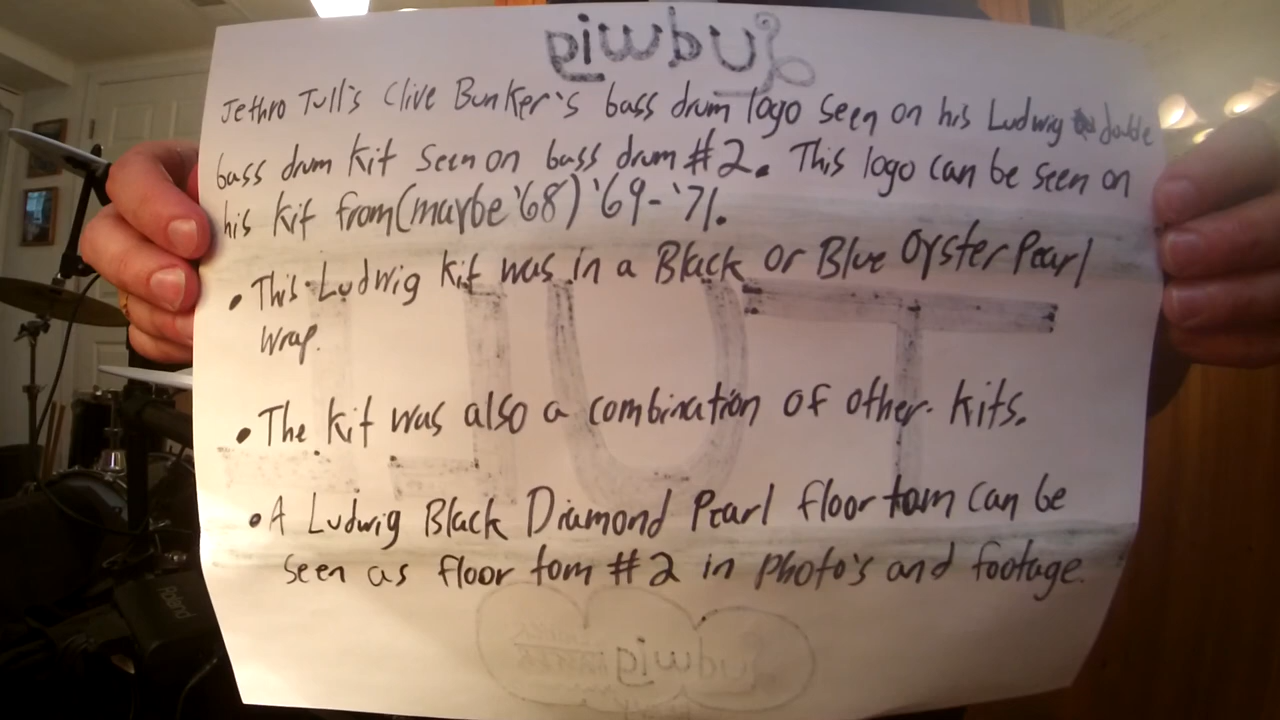 Ludwig
Jethro Tull's Clive Bunker's bass drum logo seen on his Ludwig double
bass drum kit seen on bass drum #2. This logo can be seen on
his kit from (maybe '68) '69-'71.
• This Ludwig kit was in a Black or Blue Oyster Pearl
Wrap.
TULL
• The kit was also a combination of other kits.
• A Ludwig Black Diamond Pearl floor tom can be
seen as floor tom #2 in photo's and footage.
Ludwig
Roland